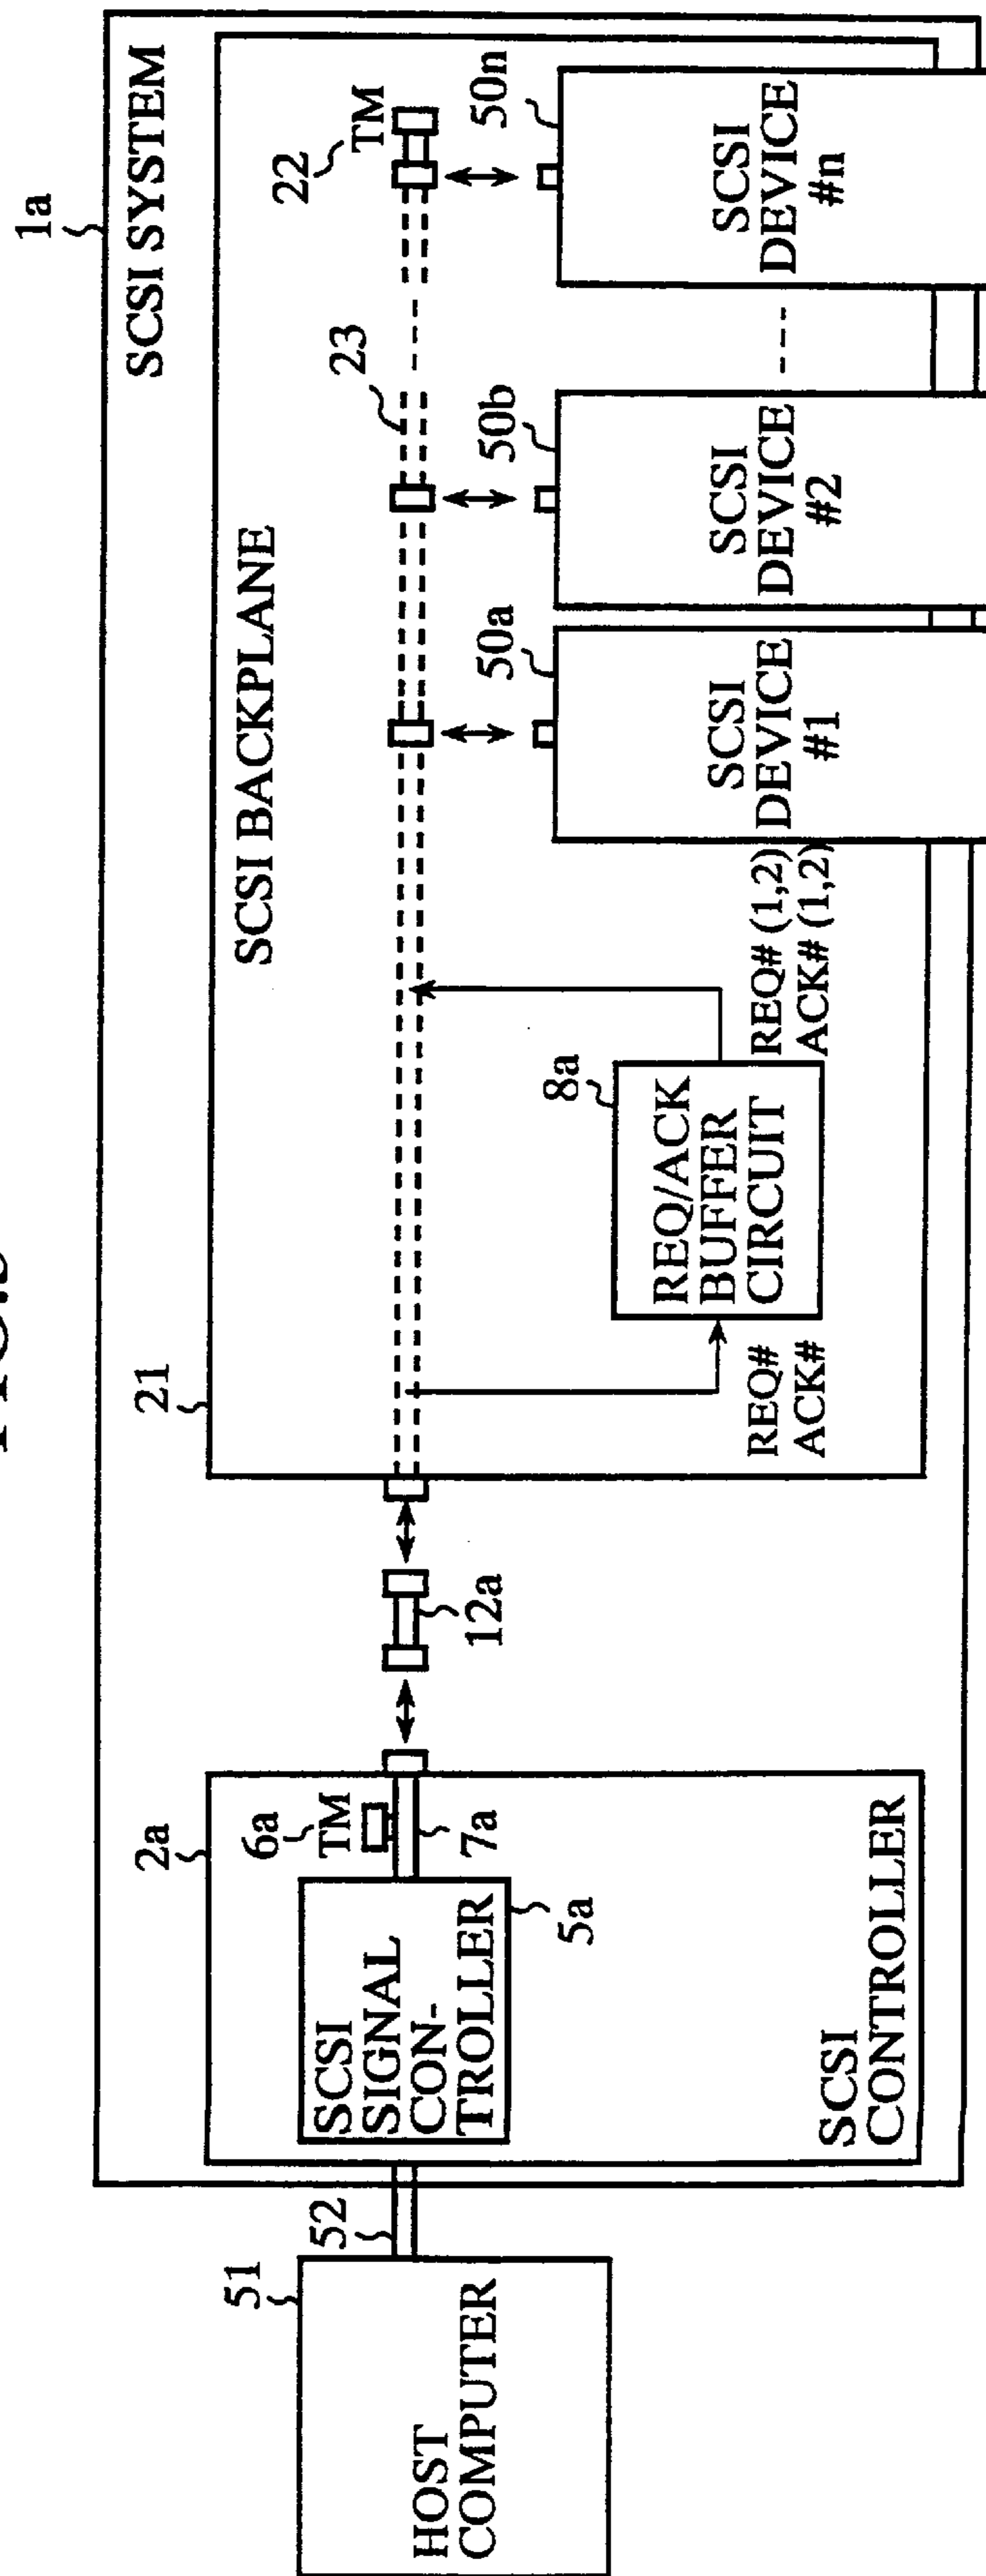 1a
SCSI SYSTEM
21
SCSI BACKPLANE
22
TM
23
50a
50b
50n
SCSI
DEVICE
#1
SCSI
DEVICE
#2
SCSI
DEVICE
#n
8a
REQ/ACK
BUFFER
CIRCUIT
REQ#
ACK#
REQ# (1,2)
ACK# (1,2)
12a
2a
6a
TM
7a
SCSI
SIGNAL
CON-
TROLLER
5a
SCSI
CONTROLLER
51
52
HOST
COMPUTER